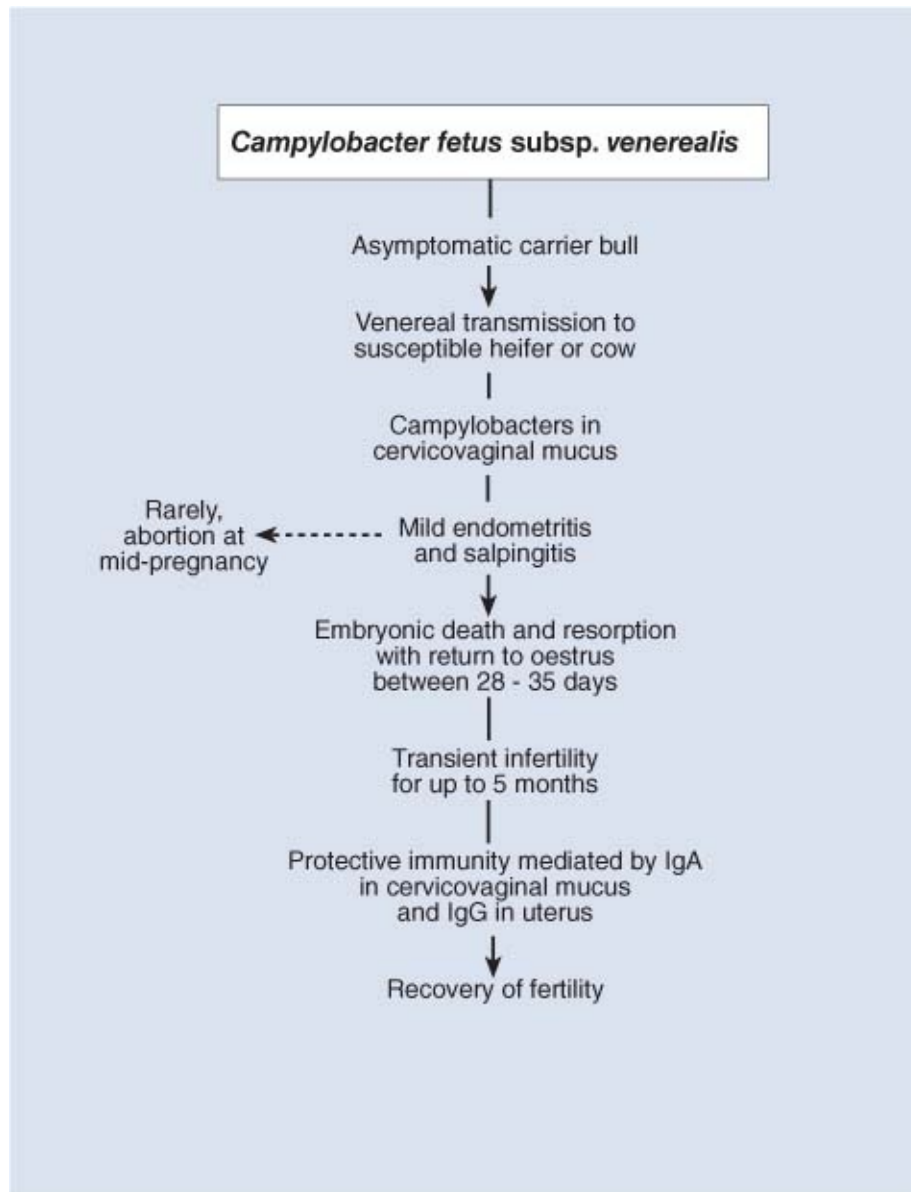 Campylobacter fetus subsp. venerealis
Asymptomatic carrier bull
Venereal transmission to
susceptible heifer or cow
Campylobacters in
cervicovaginal mucus
Rarely,
abortion at
mid-pregnancy
Mild endometritis
and salpingitis
Embryonic death and resorption
with return to oestrus
between 28 - 35 days
Transient infertility
for up to 5 months
Protective immunity mediated by IgA
in cervicovaginal mucus
and IgG in uterus
Recovery of fertility